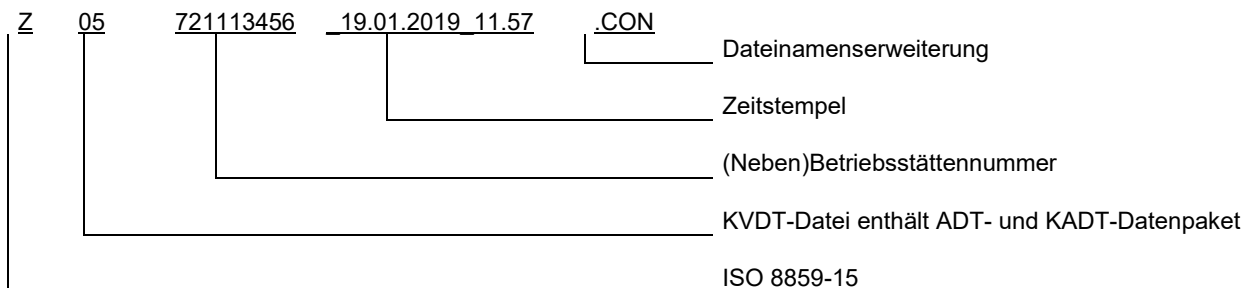 Z 05 721113456 _19.01.2019_11.57 .CON
Dateinamenserweiterung
Zeitstempel
(Neben)Betriebsstättennummer
KVDT-Datei enthält ADT- und KADT-Datenpaket
ISO 8859-15